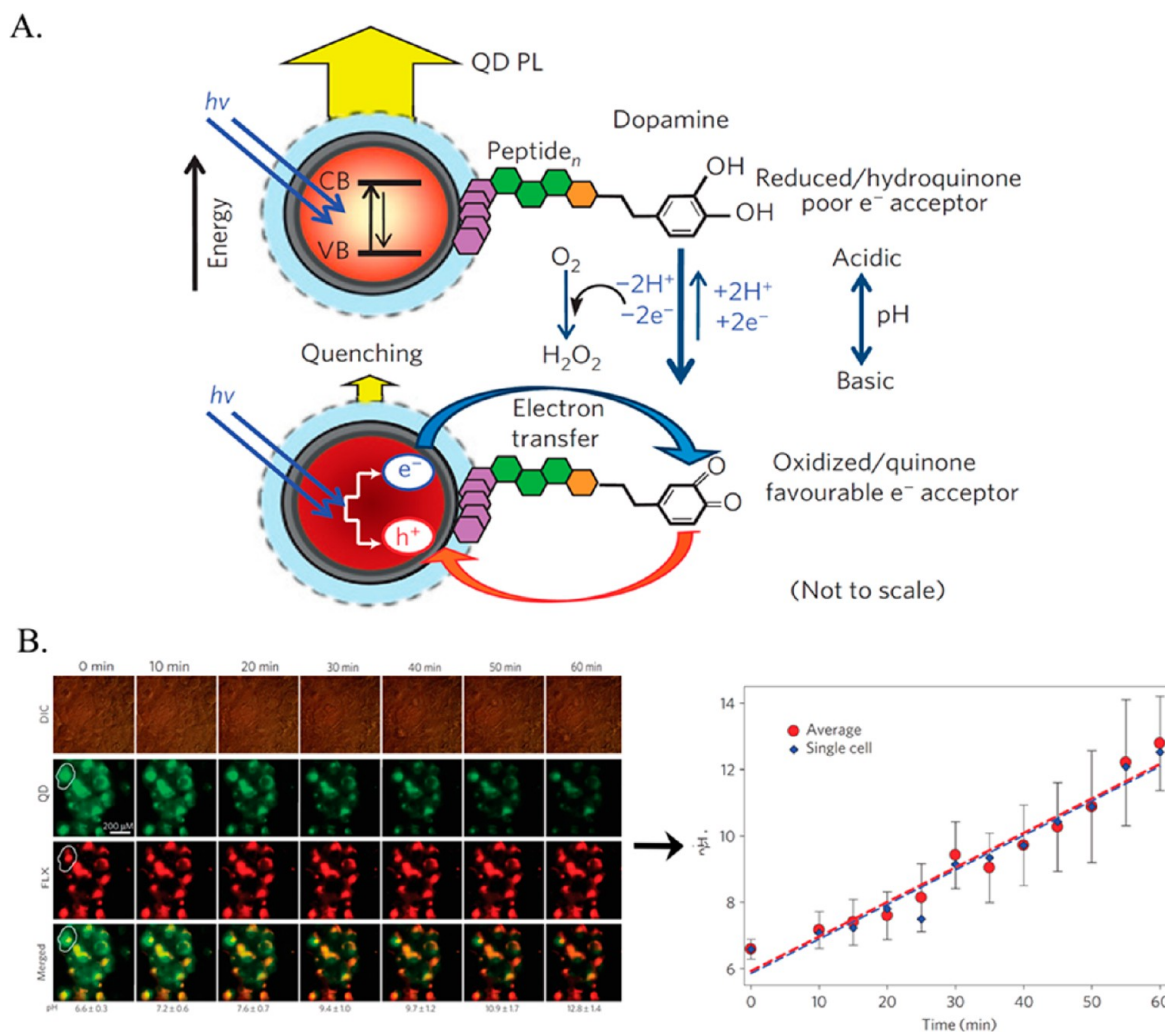 A.
QD PL
hν
Dopamine
Peptideₙ
OH
OH
Reduced/hydroquinone
poor e⁻ acceptor
CB
VB
Energy
O₂
−2H⁺
−2e⁻
+2H⁺
+2e⁻
H₂O₂
Acidic
pH
Basic
Quenching
hν
Electron
transfer
e⁻
h⁺
O
O
Oxidized/quinone
favourable e⁻ acceptor
(Not to scale)
B.
0 min 10 min 20 min 30 min 40 min 50 min 60 min
DIC
QD
200 μM
FLX
Merged
pH 6.6 ± 0.3 7.2 ± 0.6 7.6 ± 0.7 9.4 ± 1.0 9.7 ± 1.2 10.9 ± 1.7 12.8 ± 1.4
Average
Single cell
14
12
10
8
6
0 10 20 30 40 50 60
Time (min)